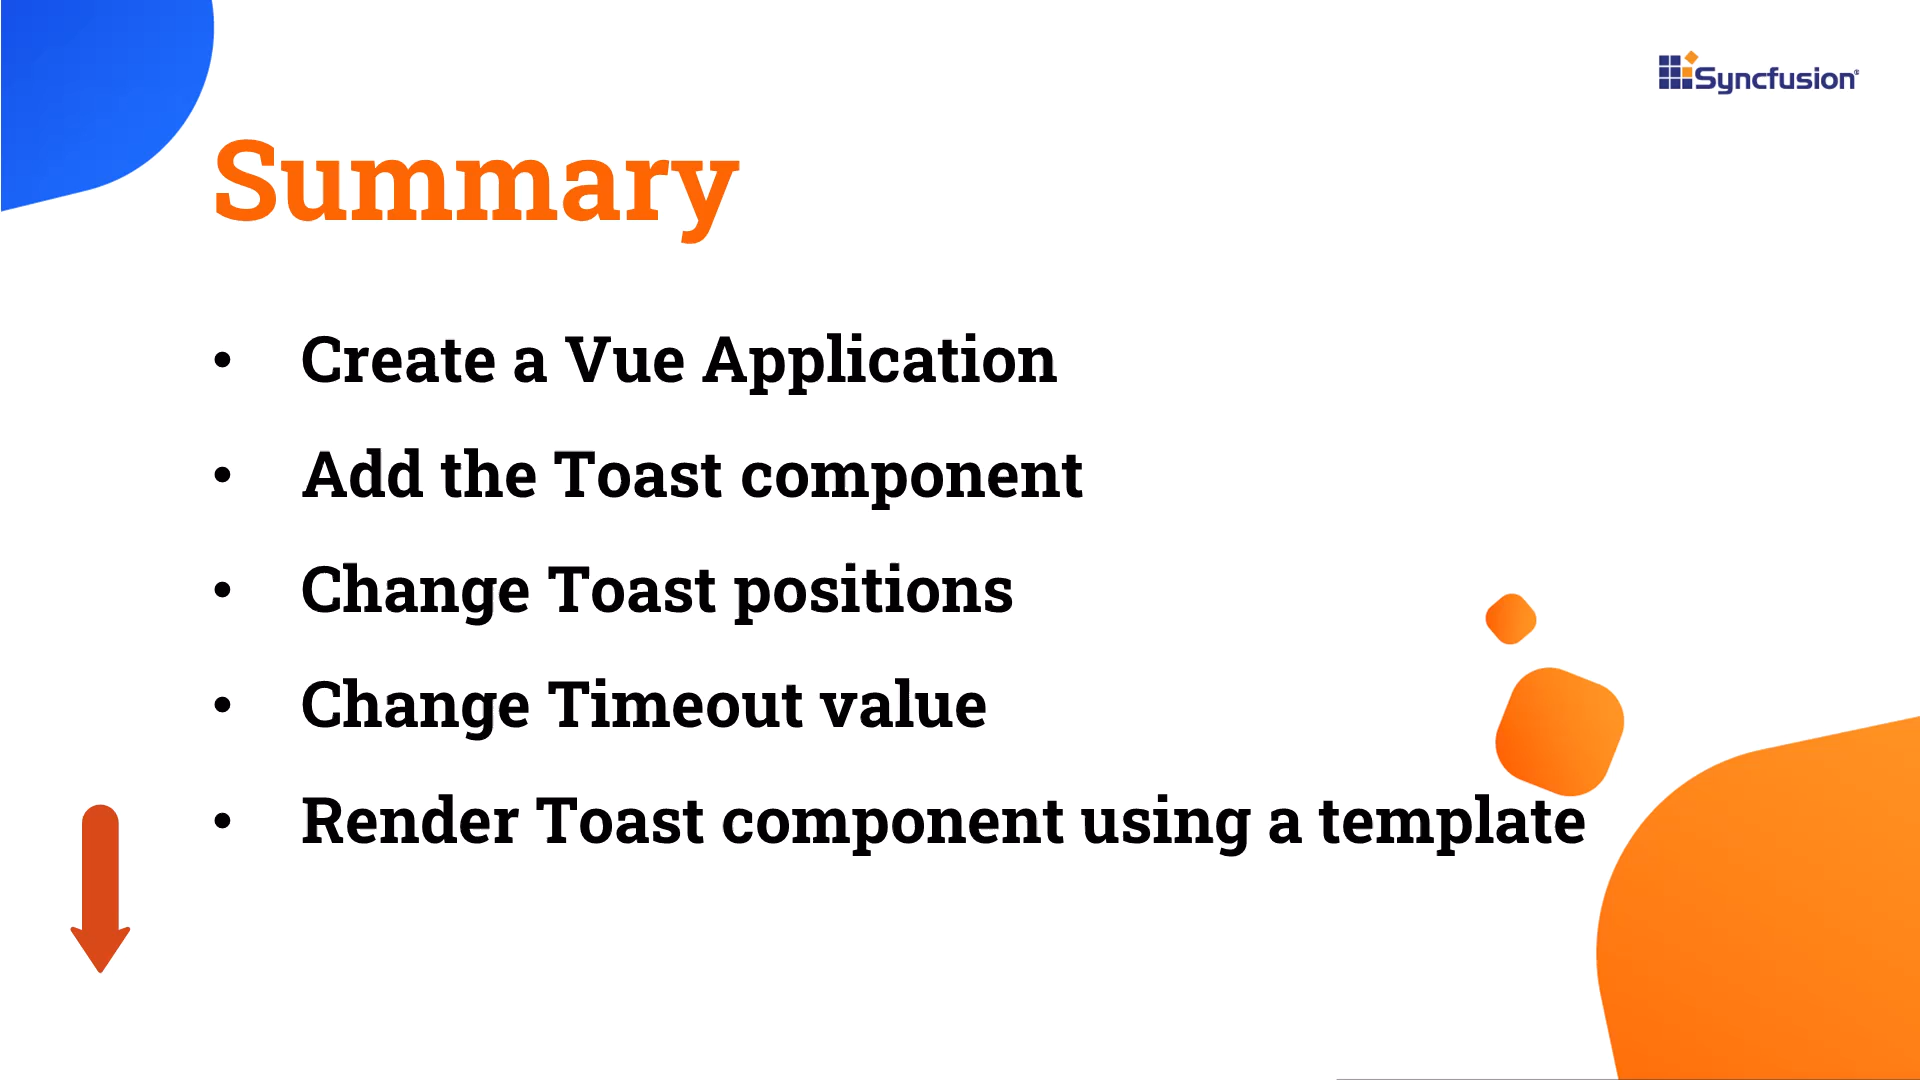 Syncfusion®
Summary
• Create a Vue Application
• Add the Toast component
• Change Toast positions
• Change Timeout value
• Render Toast component using a template